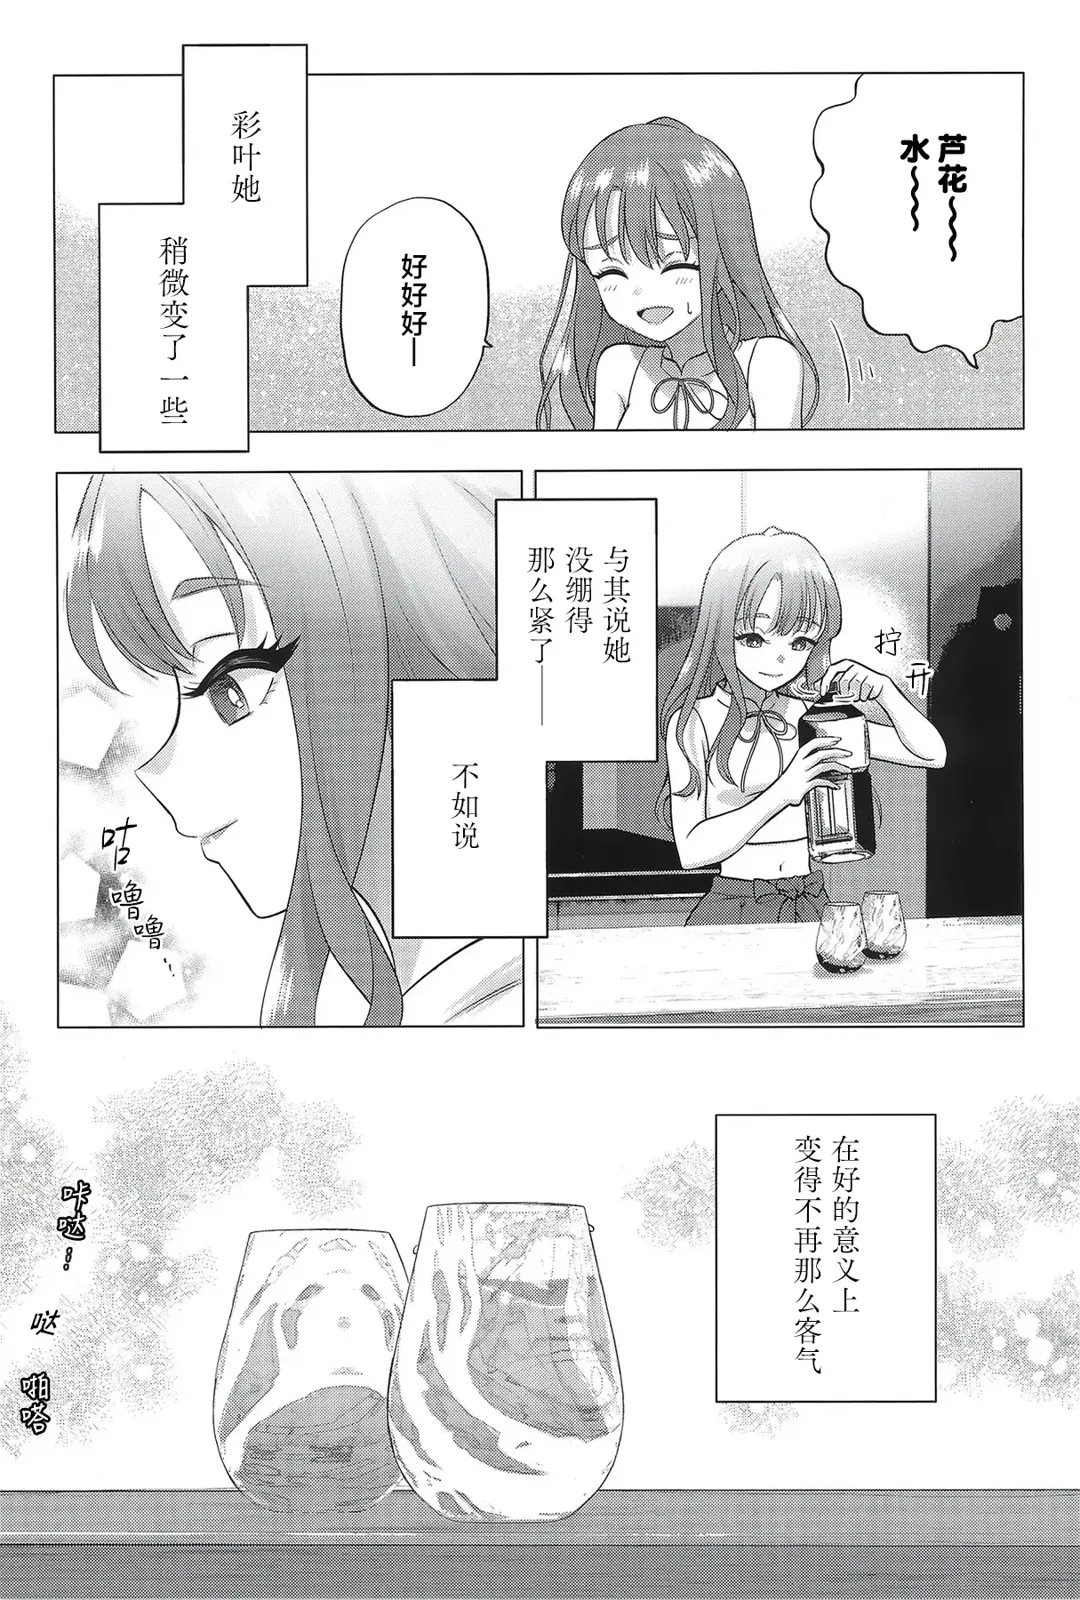 芦花～～
水～～
好好好ー
彩叶她
稍微变了一些
拧开
与其说她
没绷得
那么紧了——
不如说
咕噜噜…
在好的意义上
变得不再那么客气
咔哒…
哒
啪嗒